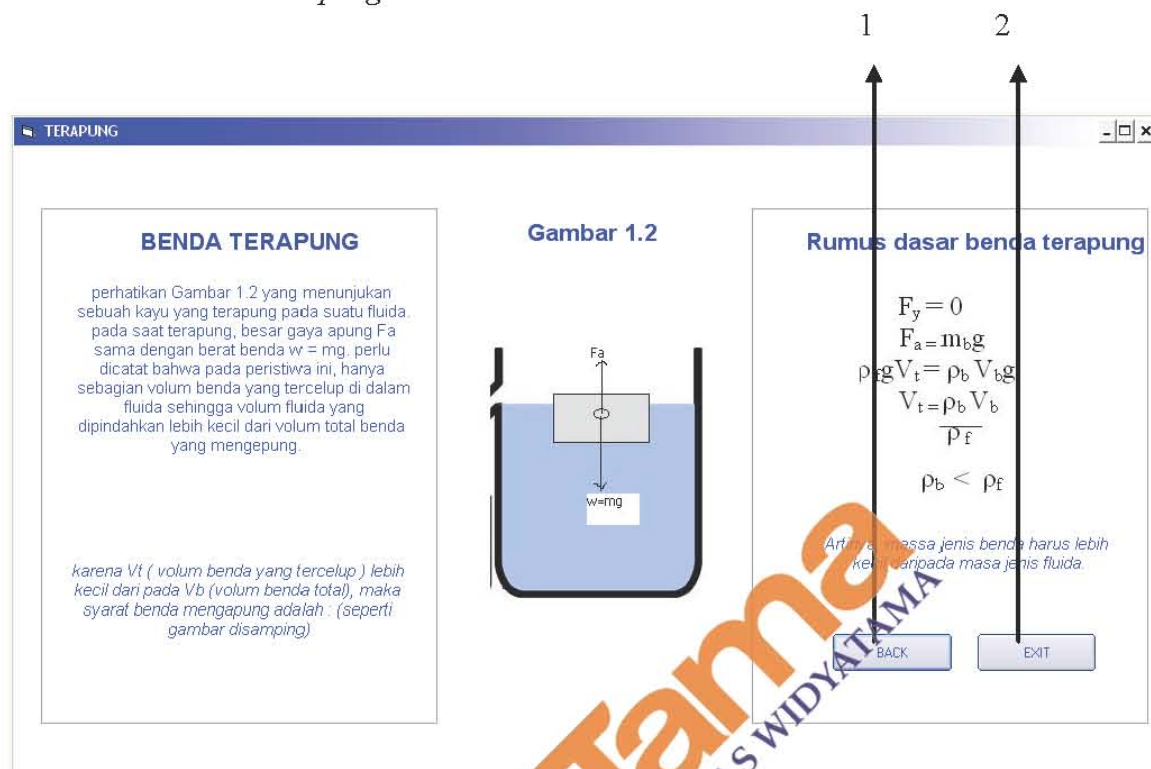 1 2
TERAPUNG
BENDA TERAPUNG
perhatikan Gambar 1.2 yang menunjukan
sebuah kayu yang terapung pada suatu fluida.
pada saat terapung, besar gaya apung Fa
sama dengan berat benda w = mg. perlu
dicatat bahwa pada peristiwa ini, hanya
sebagian volum benda yang tercelup di dalam
fluida sehingga volum fluida yang
dipindahkan lebih kecil dari volum total benda
yang mengepung.
karena Vt ( volum benda yang tercelup ) lebih
kecil dari pada Vb (volum benda total), maka
syarat benda mengapung adalah : (seperti
gambar disamping)
Gambar 1.2
Fa
w=mg
Rumus dasar benda terapung
Fy = 0
Fa = mbg
ρfgVt = ρb Vbg
Vt = ρb Vb
ρf
ρb < ρf
Artinya massa jenis benda harus lebih
kecil daripada masa jenis fluida.
BACK EXIT
Tama
S WIDYATAMA